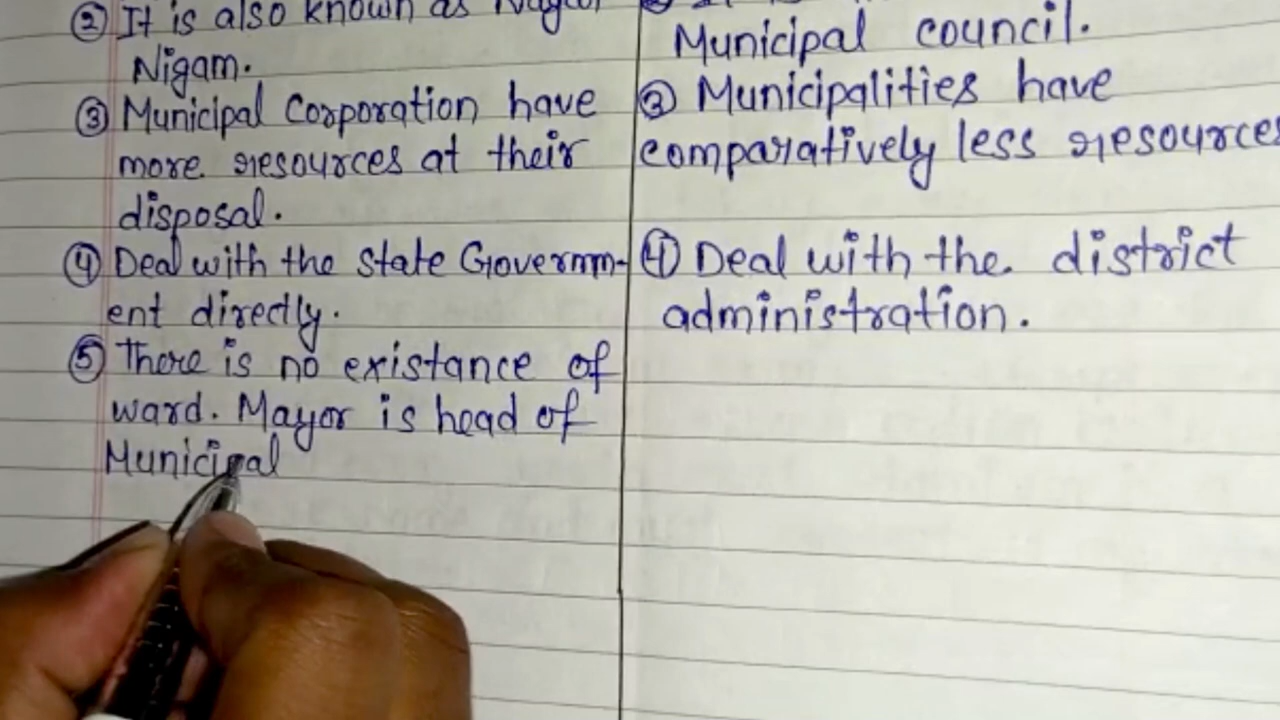 ② It is also known as Nagar
Nigam.
③ Municipal Corporation have
more resources at their
disposal.
④ Deal with the State Governm-
ent directly.
⑤ There is no existance of
ward. Mayor is head of
Municipal
Municipal council.
③ Municipalities have
comparatively less resources
④ Deal with the district
administration.